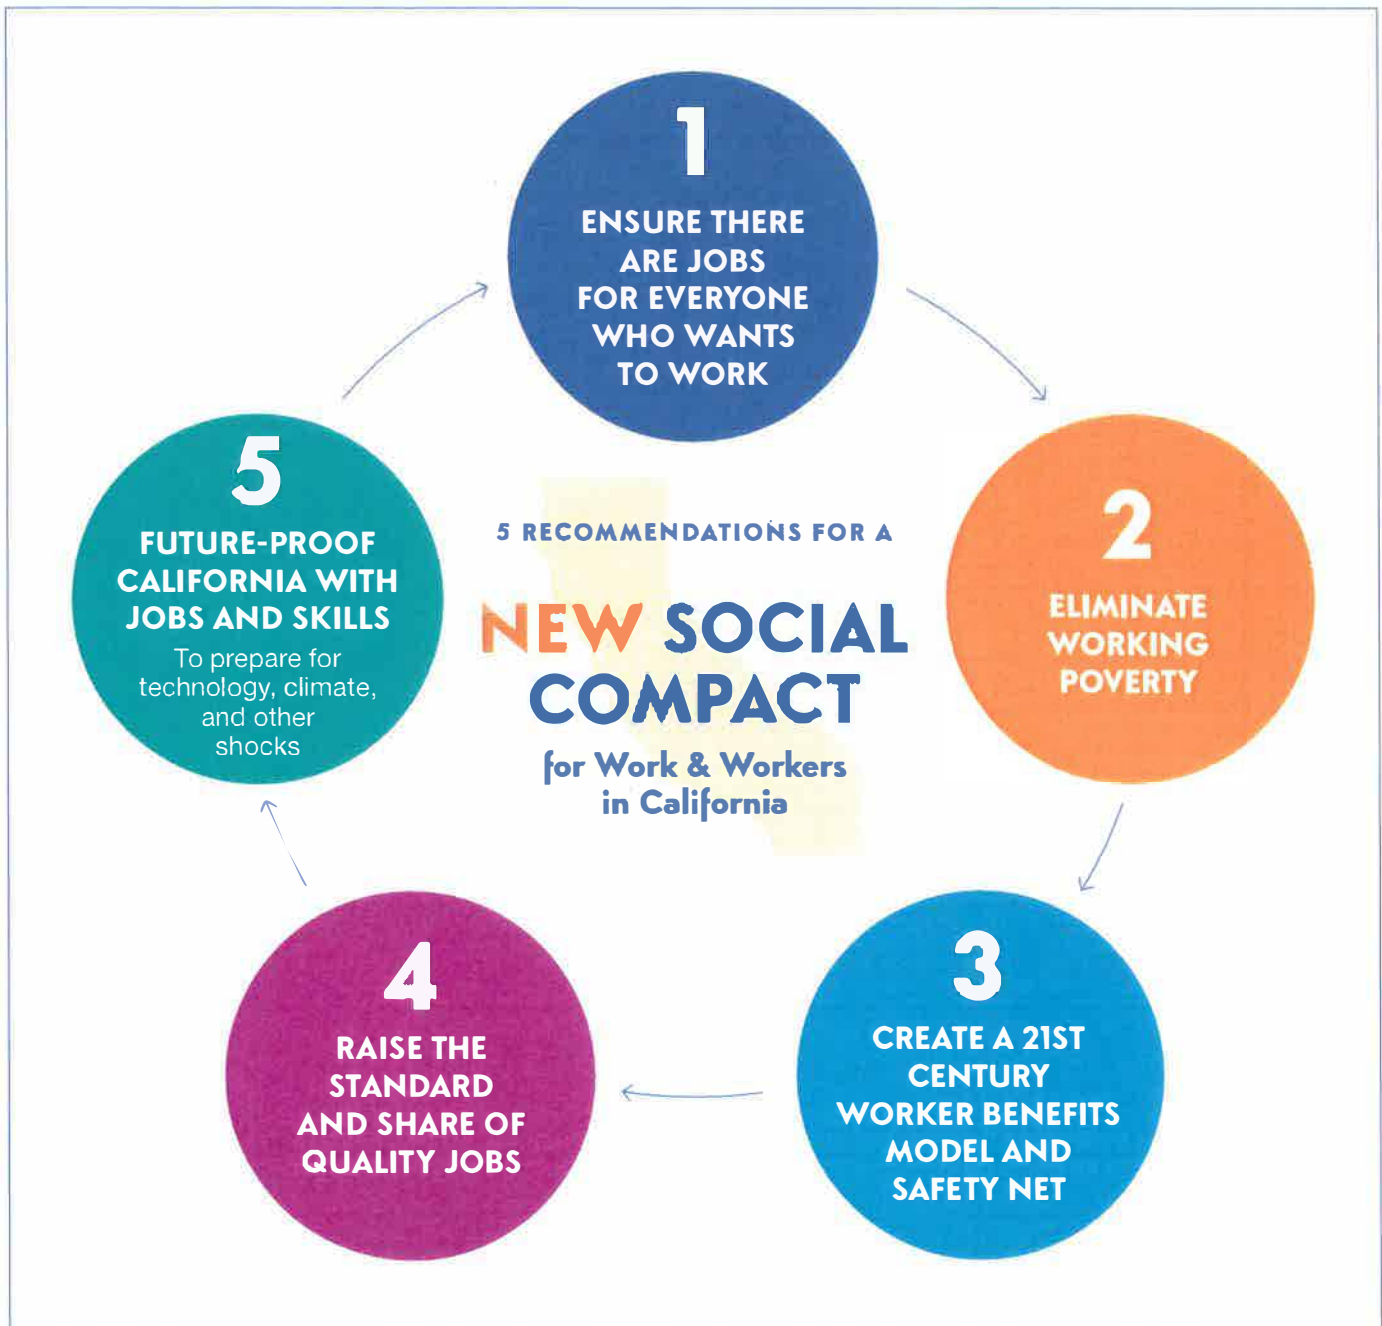 1
ENSURE THERE
ARE JOBS
FOR EVERYONE
WHO WANTS
TO WORK
2
ELIMINATE
WORKING
POVERTY
3
CREATE A 21ST
CENTURY
WORKER BENEFITS
MODEL AND
SAFETY NET
4
RAISE THE
STANDARD
AND SHARE OF
QUALITY JOBS
5
FUTURE-PROOF
CALIFORNIA WITH
JOBS AND SKILLS
To prepare for
technology, climate,
and other
shocks
5 RECOMMENDATIONS FOR A
NEW SOCIAL
COMPACT
for Work & Workers
in California